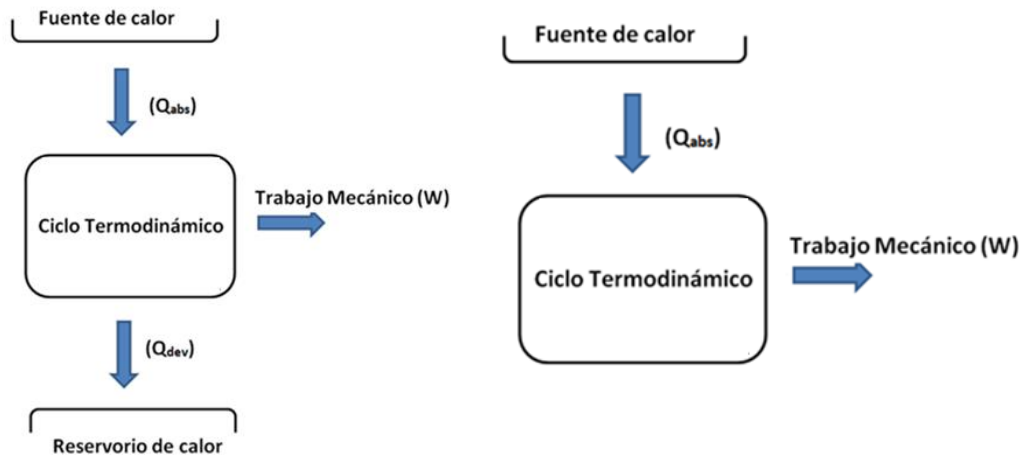 Fuente de calor
(Qabs)
Ciclo Termodinámico
Trabajo Mecánico (W)
(Qdev)
Reservorio de calor
Fuente de calor
(Qabs)
Ciclo Termodinámico
Trabajo Mecánico (W)